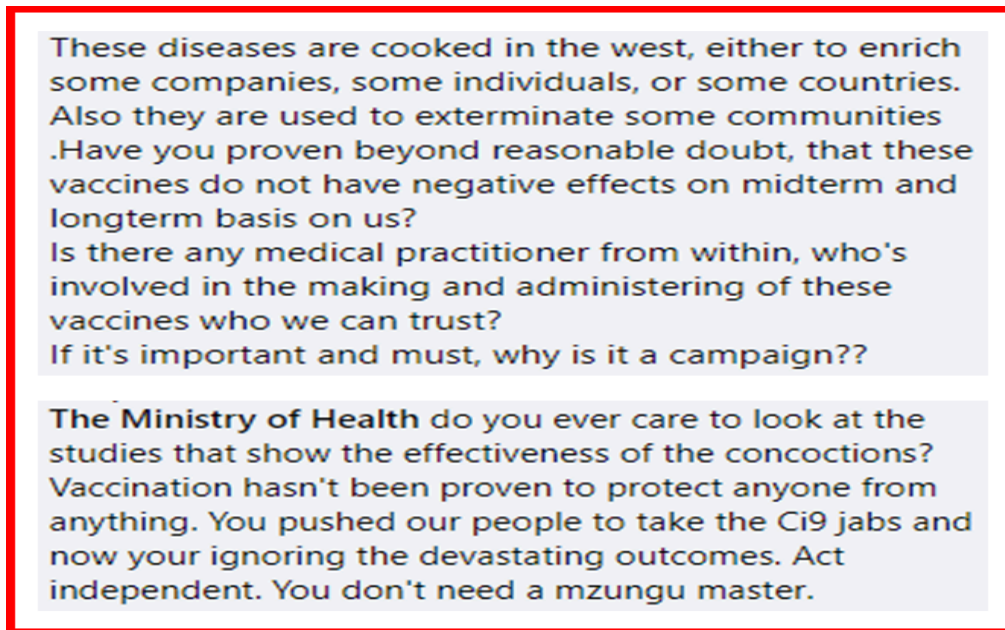 These diseases are cooked in the west, either to enrich
some companies, some individuals, or some countries.
Also they are used to exterminate some communities
.Have you proven beyond reasonable doubt, that these
vaccines do not have negative effects on midterm and
longterm basis on us?
Is there any medical practitioner from within, who's
involved in the making and administering of these
vaccines who we can trust?
If it's important and must, why is it a campaign??
The Ministry of Health do you ever care to look at the
studies that show the effectiveness of the concoctions?
Vaccination hasn't been proven to protect anyone from
anything. You pushed our people to take the Ci9 jabs and
now your ignoring the devastating outcomes. Act
independent. You don't need a mzungu master.